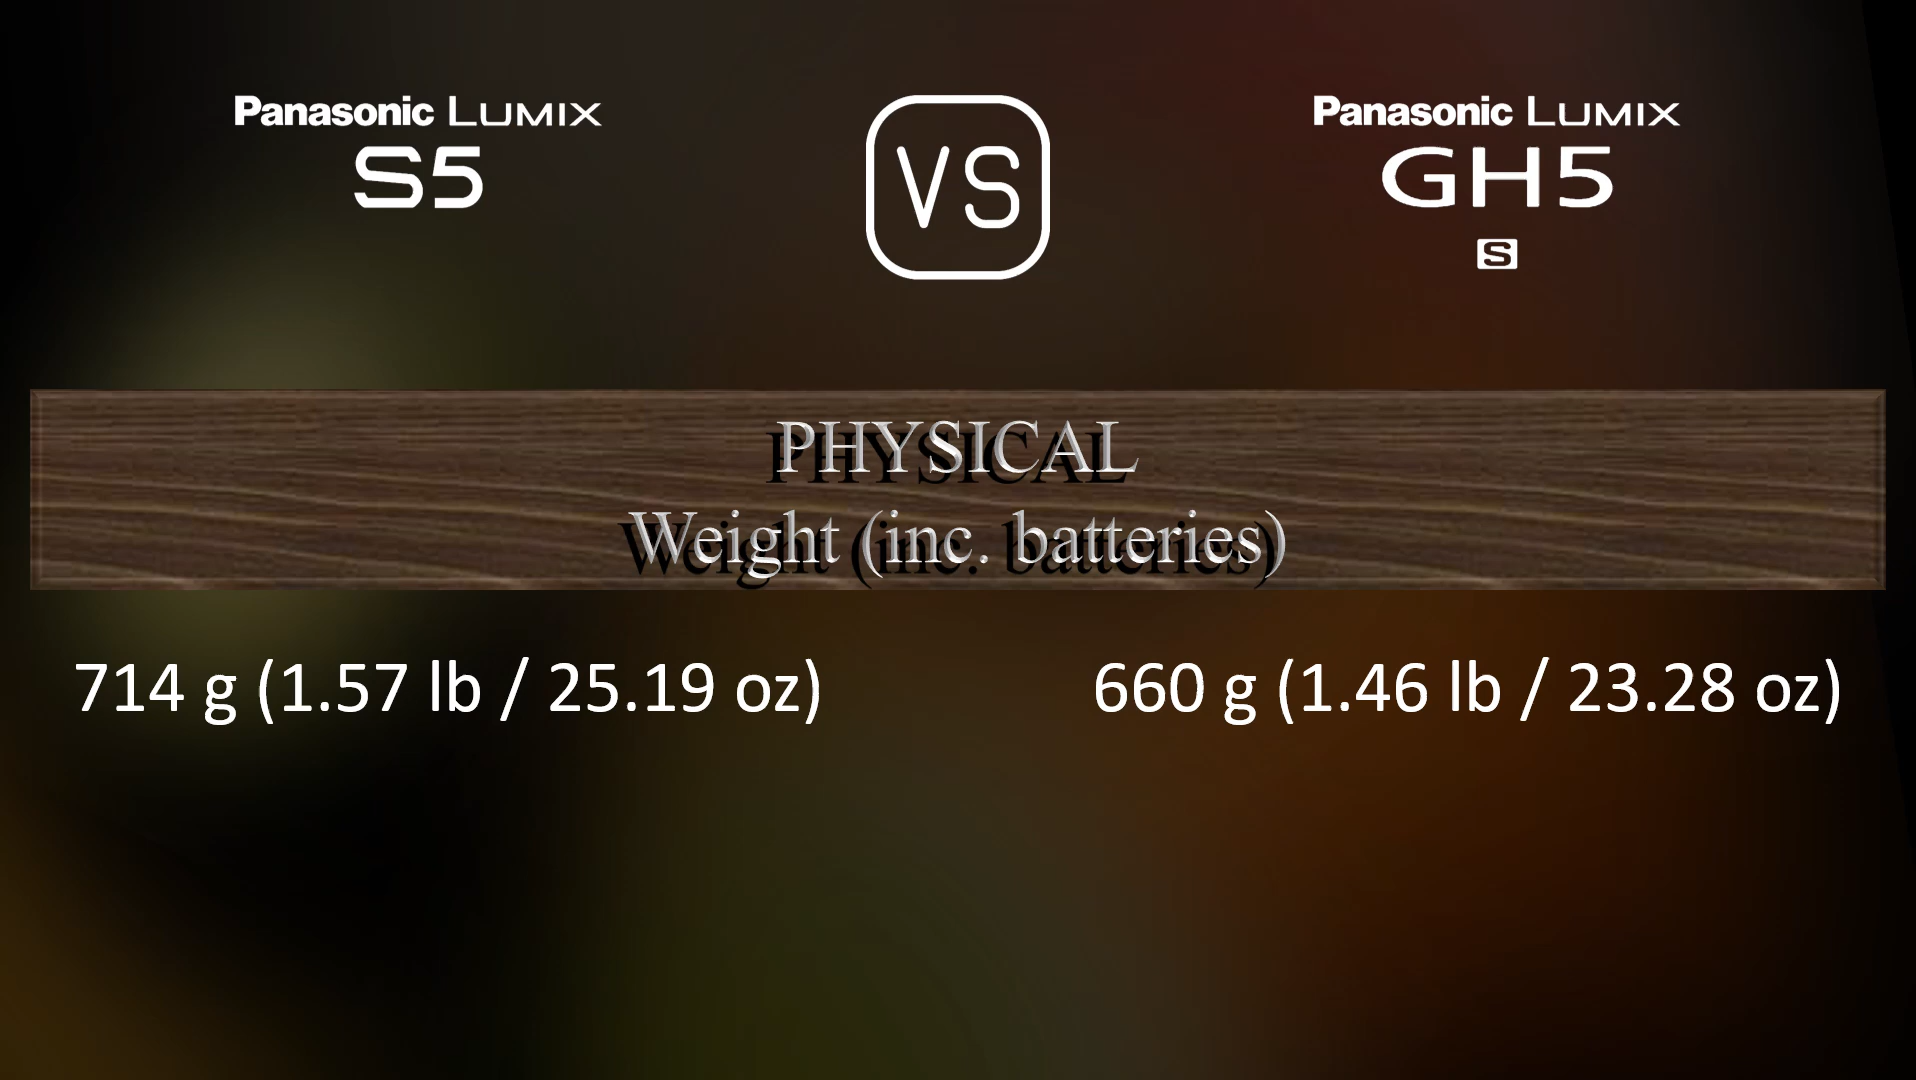 Panasonic LUMIX
S5
VS
Panasonic LUMIX
GH5
S
PHYSICAL
Weight (inc. batteries)
714 g (1.57 lb / 25.19 oz)
660 g (1.46 lb / 23.28 oz)